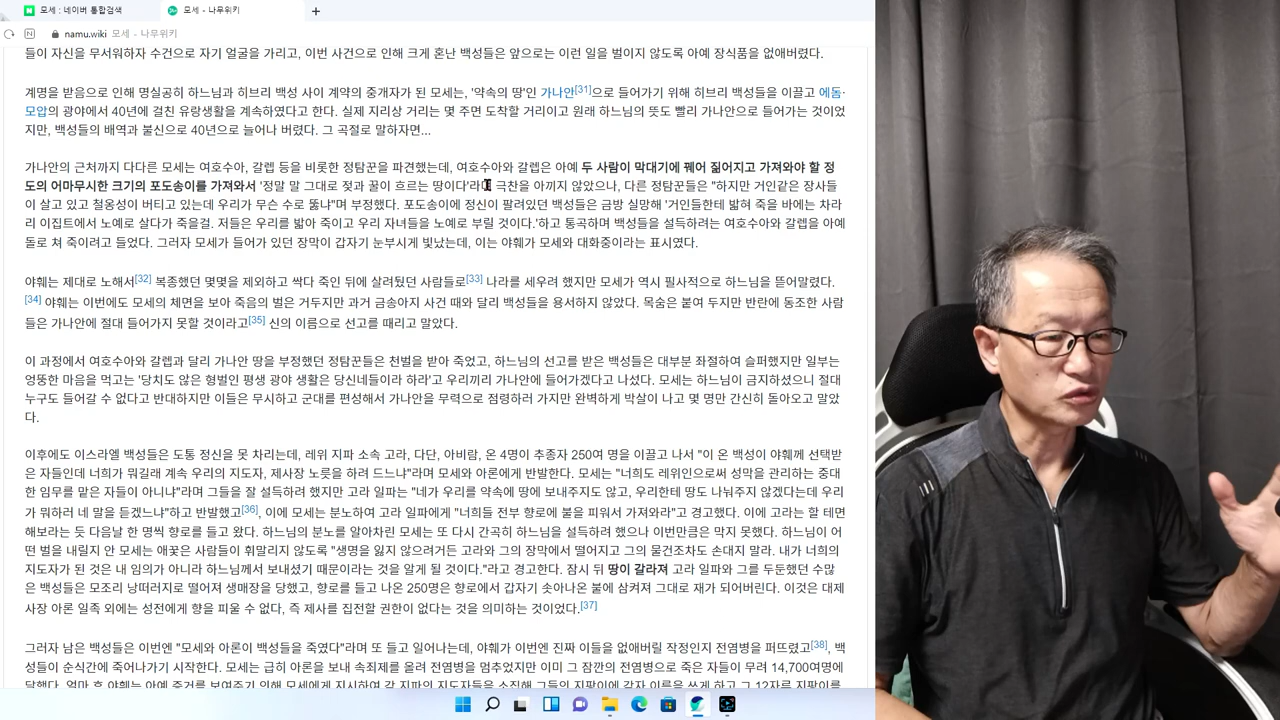 모세 : 네이버 통합검색
모세 - 나무위키
namu.wiki 모세 - 나무위키
들이 자신을 무서워하자 수건으로 자기 얼굴을 가리고, 이번 사건으로 인해 크게 혼난 백성들은 앞으로는 이런 일을 벌이지 않도록 아예 장식품을 없애버렸다.
계명을 받음으로 인해 명실공히, 하느님과 히브리 백성 사이 계약의 중개자가 된 모세는, '약속의 땅'인 가나안[31]으로 들어가기 위해 히브리 백성들을 이끌고 에돔·
모압의 광야에서 40년에 걸친 유랑생활을 계속하였다고 한다. 실제 지리상 거리는 몇 주면 도착할 거리이고 원래 하느님의 뜻도 빨리 가나안으로 들어가는 것이었
지만, 백성들의 배역과 불신으로 40년으로 늘어나 버렸다. 그 곡절로 말하자면...
가나안의 근처까지 다다른 모세는 여호수아, 갈렙 등을 비롯한 정탐꾼을 파견했는데, 여호수아와 갈렙은 아예 두 사람이 막대기에 꿰어 짊어지고 가져와야 할 정
도의 어마무시한 크기의 포도송이를 가져와서 '정말 말 그대로 젖과 꿀이 흐르는 땅이다'라며 극찬을 아끼지 않았으나, 다른 정탐꾼들은 "하지만 거인같은 장사들
이 살고 있고 철옹성이 버티고 있는데 우리가 무슨 수로 뚫냐"며 부정했다. 포도송이에 정신이 팔려있던 백성들은 금방 실망해 '거인들한테 밟혀 죽을 바에는 차라
리 이집트에서 노예로 살다가 죽을걸. 저들은 우리를 밟아 죽이고 우리 자녀들을 노예로 부릴 것이다.'하고 통곡하며 백성들을 설득하려는 여호수아와 갈렙을 아예
돌로 쳐 죽이려고 들었다. 그러자 모세가 들어가 있던 장막이 갑자기 눈부시게 빛났는데, 이는 야훼가 모세와 대화중이라는 표시였다.
야훼는 제대로 노해서[32] 복종했던 몇몇을 제외하고 싹다 죽인 뒤에 살려뒀던 사람들로[33] 나라를 세우려 했지만 모세가 역시 필사적으로 하느님을 뜯어말렸다.
[34] 야훼는 이번에도 모세의 체면을 보아 죽음의 벌은 거두지만 과거 금송아지 사건 때와 달리 백성들을 용서하지 않았다. 목숨은 붙여 두지만 반란에 동조한 사람
들은 가나안에 절대 들어가지 못할 것이라고[35] 신의 이름으로 선고를 때리고 말았다.
이 과정에서 여호수아와 갈렙과 달리 가나안 땅을 부정했던 정탐꾼들은 천벌을 받아 죽었고, 하느님의 선고를 받은 백성들은 대부분 좌절하여 슬퍼했지만 일부는
엉뚱한 마음을 먹고는 '당치도 않은 형벌인 평생 광야 생활은 당신네들이라 하라'고 우리끼리 가나안에 들어가겠다고 나섰다. 모세는 하느님이 금지하셨으니 절대
누구도 들어갈 수 없다고 반대하지만 이들은 무시하고 군대를 편성해서 가나안을 무력으로 점령하러 가지만 완벽하게 박살이 나고 몇 명만 간신히 돌아오고 말았
다.
이후에도 이스라엘 백성들은 도통 정신을 못 차리는데, 레위 지파 소속 고라, 다단, 아비람, 온 4명이 추종자 250여 명을 이끌고 나서 "이 온 백성이 야훼께 선택받
은 자들인데 너희가 뭐길래 계속 우리의 지도자, 제사장 노릇을 하려 드느냐"라며 모세와 아론에게 반발한다. 모세는 "너희도 레위인으로써 성막을 관리하는 중대
한 임무를 맡은 자들이 아니냐"라며 그들을 잘 설득하려 했지만 고라 일파는 "네가 우리를 약속에 땅에 보내주지도 않고, 우리한테 땅도 나눠주지 않겠다는데 우리
가 뭐하러 네 말을 듣겠느냐"하고 반발했고[36], 이에 모세는 분노하여 고라 일파에게 "너희들 전부 향로에 불을 피워서 가져와라"고 경고했다. 이에 고라는 할 테면
해보라는 듯 다음날 한 명씩 향로를 들고 왔다. 하느님의 분노를 알아차린 모세는 또 다시 간곡히 하느님을 설득하려 했으나 이번만큼은 막지 못했다. 하느님이 어
떤 벌을 내릴지 안 모세는 애꿎은 사람들이 휘말리지 않도록 "생명을 잃지 않으려거든 고라와 그의 장막에서 떨어지고 그의 물건조차도 손대지 말라. 내가 너희의
지도자가 된 것은 내 임의가 아니라 하느님께서 보내셨기 때문이라는 것을 알게 될 것이다."라고 경고한다. 잠시 뒤 땅이 갈라져 고라 일파와 그를 두둔했던 수많
은 백성들은 모조리 낭떠러지로 떨어져 생매장을 당했고, 향로를 들고 나온 250명은 향로에서 갑자기 솟아나온 불에 삼켜져 그대로 재가 되어버린다. 이것은 대제
사장 아론 일족 외에는 성전에게 향을 피울 수 없다, 즉 제사를 집전할 권한이 없다는 것을 의미하는 것이었다.[37]
그러자 남은 백성들은 이번엔 "모세와 아론이 백성들을 죽였다"라며 또 들고 일어나는데, 야훼가 이번엔 진짜 이들을 없애버릴 작정인지 전염병을 퍼뜨렸고[38], 백
성들이 순식간에 죽어나가기 시작한다. 모세는 급히 아론을 보내 속죄제를 올려 전염병을 멈추었지만 이미 그 잠깐의 전염병으로 죽은 자들이 무려 14,700여명에
달했다. 얼마 후 야훼는 아예 증거를 보여주기 위해 모세에게 지시하여 각 지파의 지도자들을 소집해 그들의 지팡이에 각자 이름을 쓰게 하고 그 12자루 지팡이를